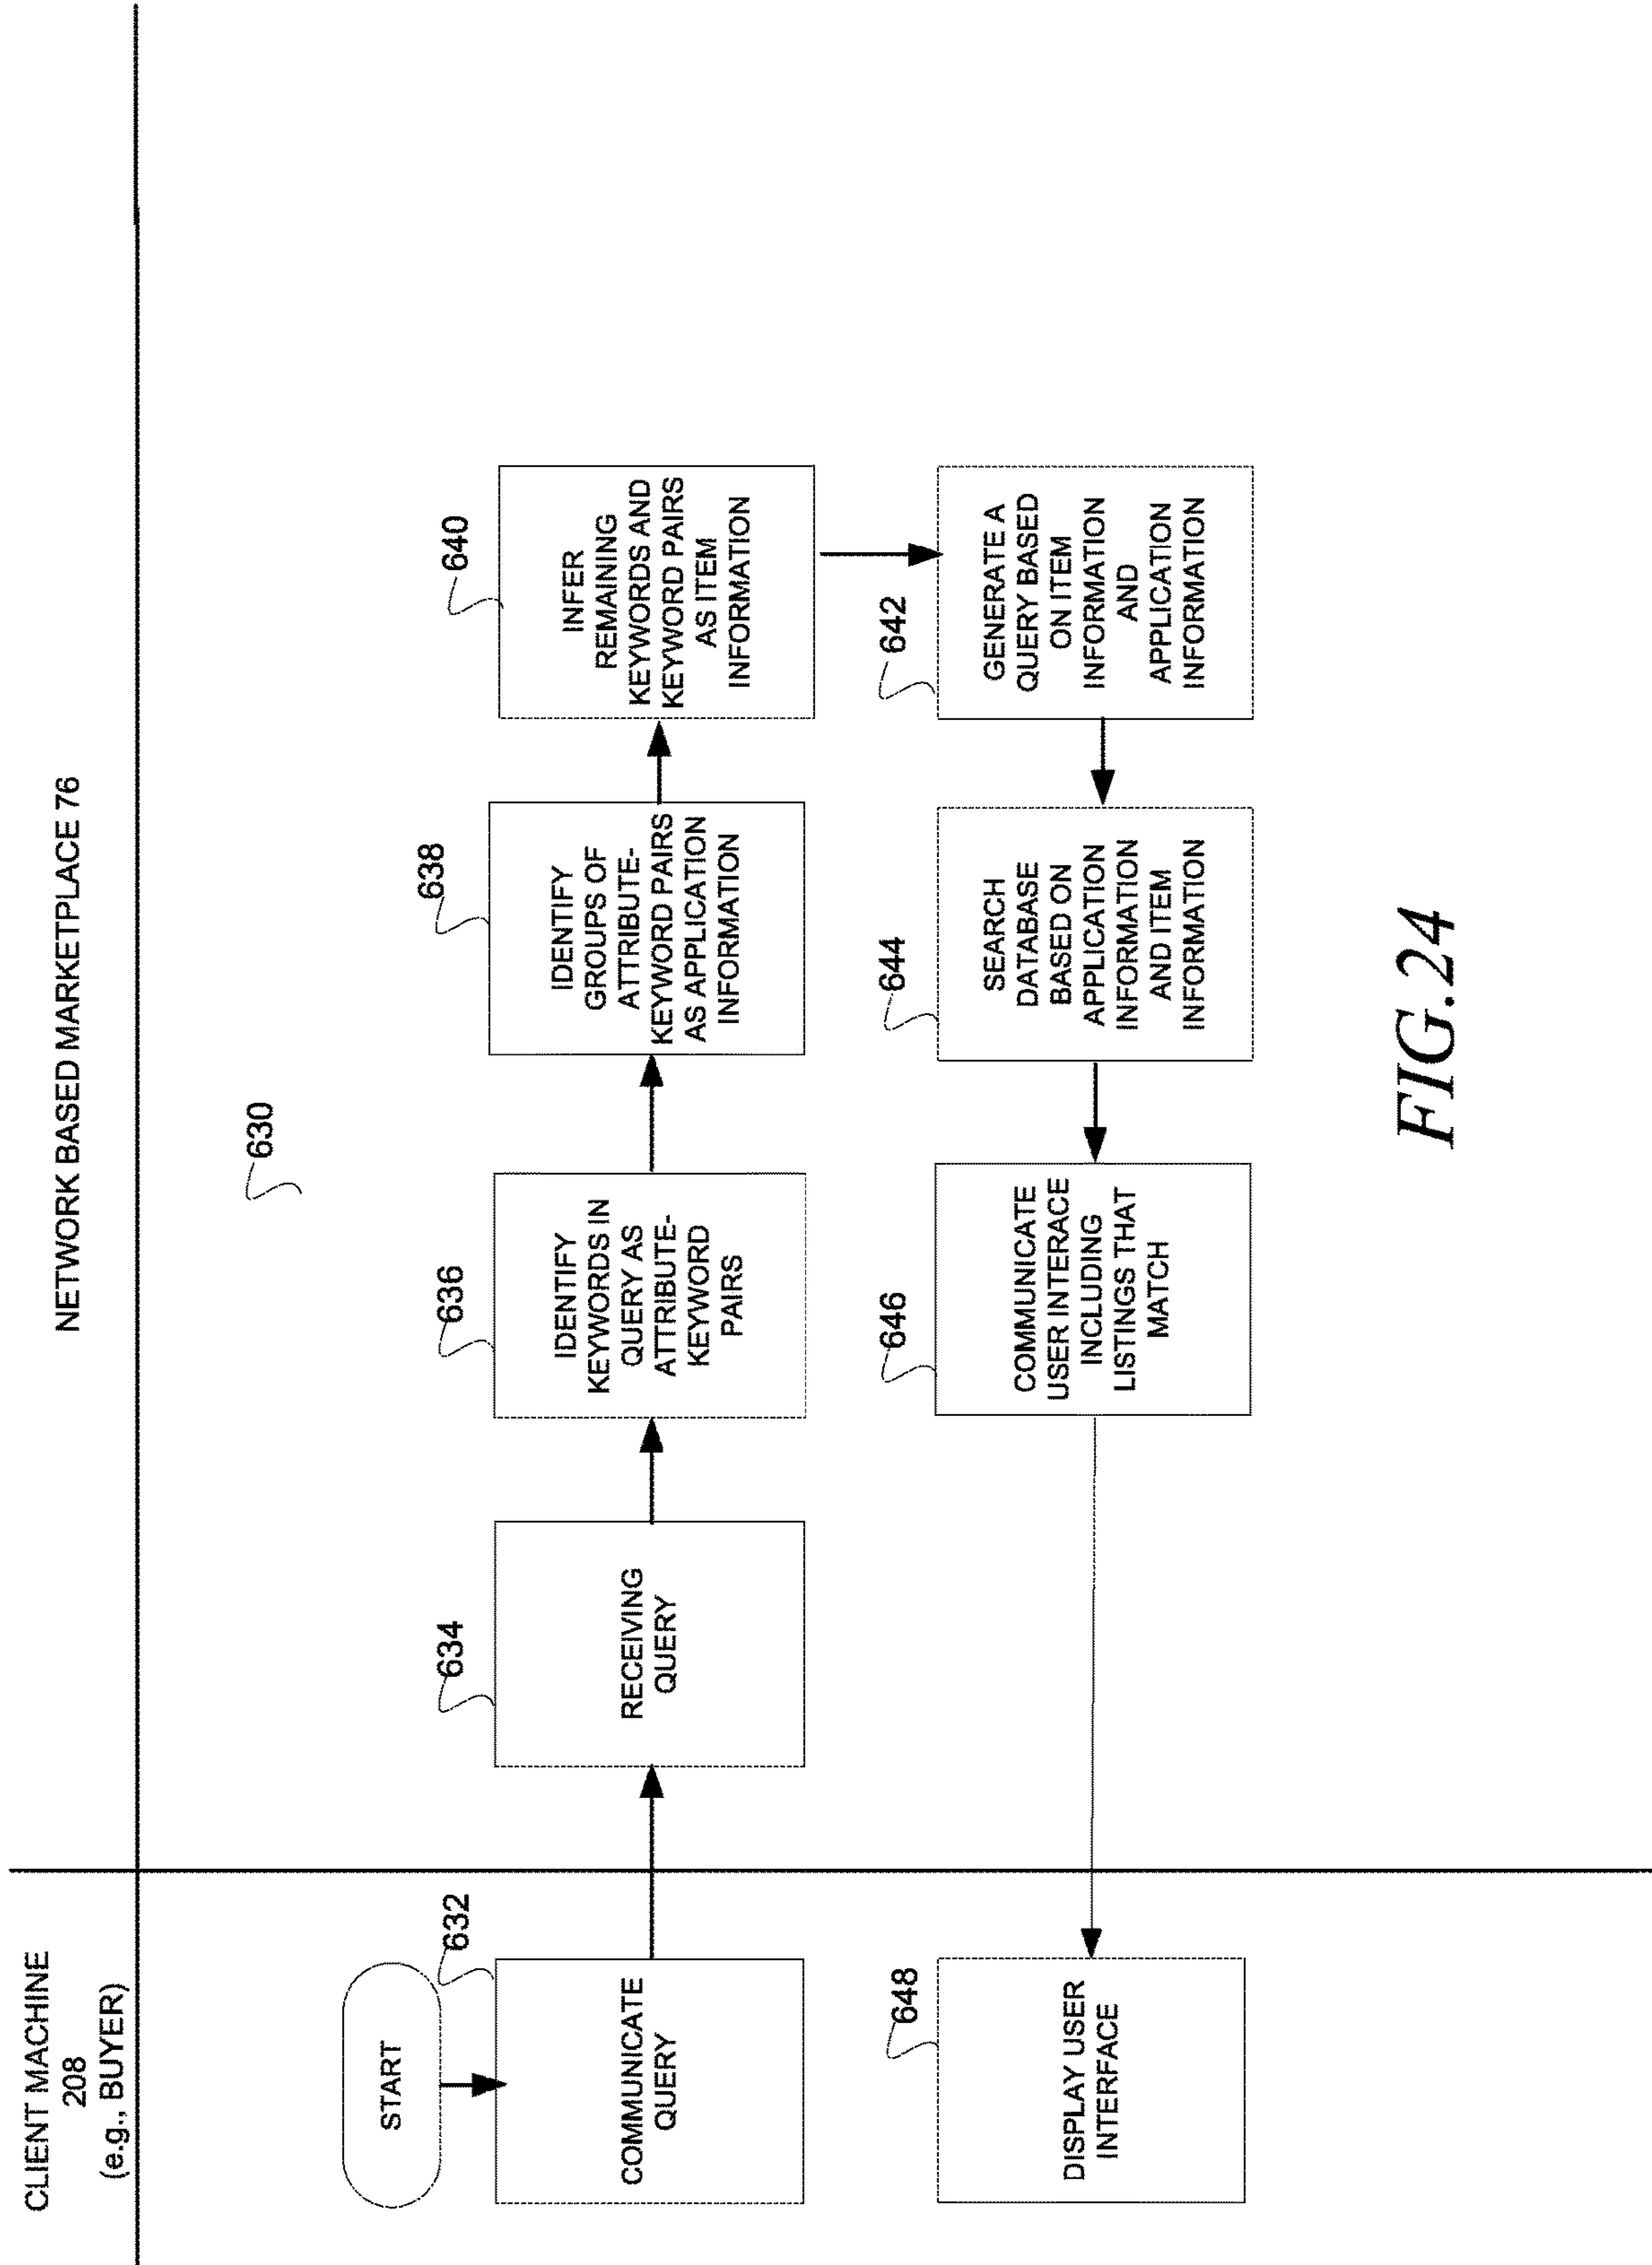 NETWORK BASED MARKETPLACE 76
CLIENT MACHINE
208
(e.g., BUYER)
630
START
632
COMMUNICATE
QUERY
634
RECEIVING
QUERY
636
IDENTIFY
KEYWORDS IN
QUERY AS
ATTRIBUTE-
KEYWORD
PAIRS
638
IDENTIFY
GROUPS OF
ATTRIBUTE-
KEYWORD PAIRS
AS APPLICATION
INFORMATION
640
INFER
REMAINING
KEYWORDS AND
KEYWORD PAIRS
AS ITEM
INFORMATION
642
GENERATE A
QUERY BASED
ON ITEM
INFORMATION
AND
APPLICATION
INFORMATION
644
SEARCH
DATABASE
BASED ON
APPLICATION
INFORMATION
AND ITEM
INFORMATION
646
COMMUNICATE
USER INTERACE
INCLUDING
LISTINGS THAT
MATCH
648
DISPLAY USER
INTERFACE
FIG.24